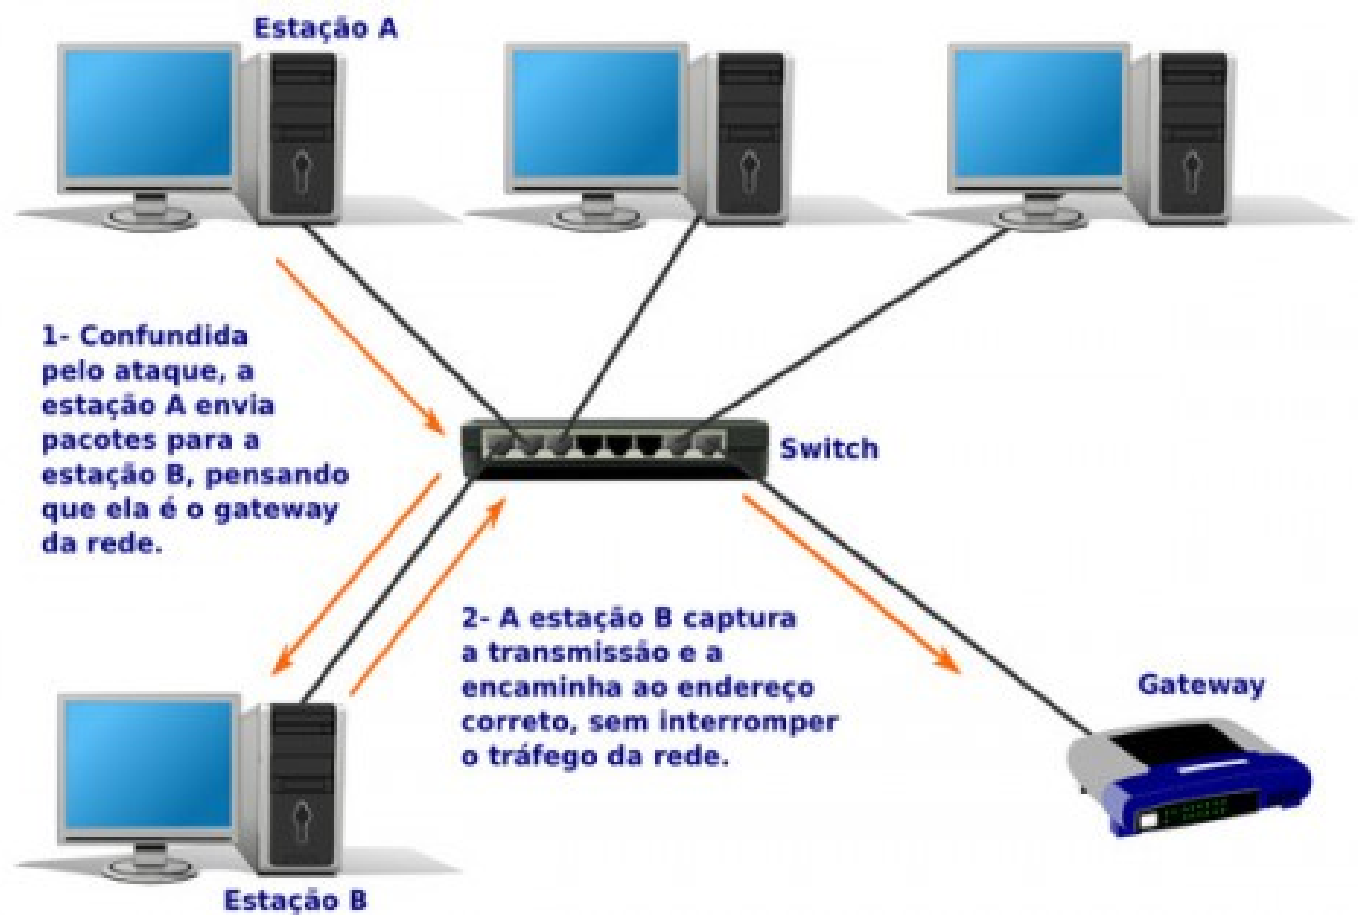 Estação A
1- Confundida
pelo ataque, a
estação A envia
pacotes para a
estação B, pensando
que ela é o gateway
da rede.
Switch
2- A estação B captura
a transmissão e a
encaminha ao endereço
correto, sem interromper
o tráfego da rede.
Gateway
Estação B